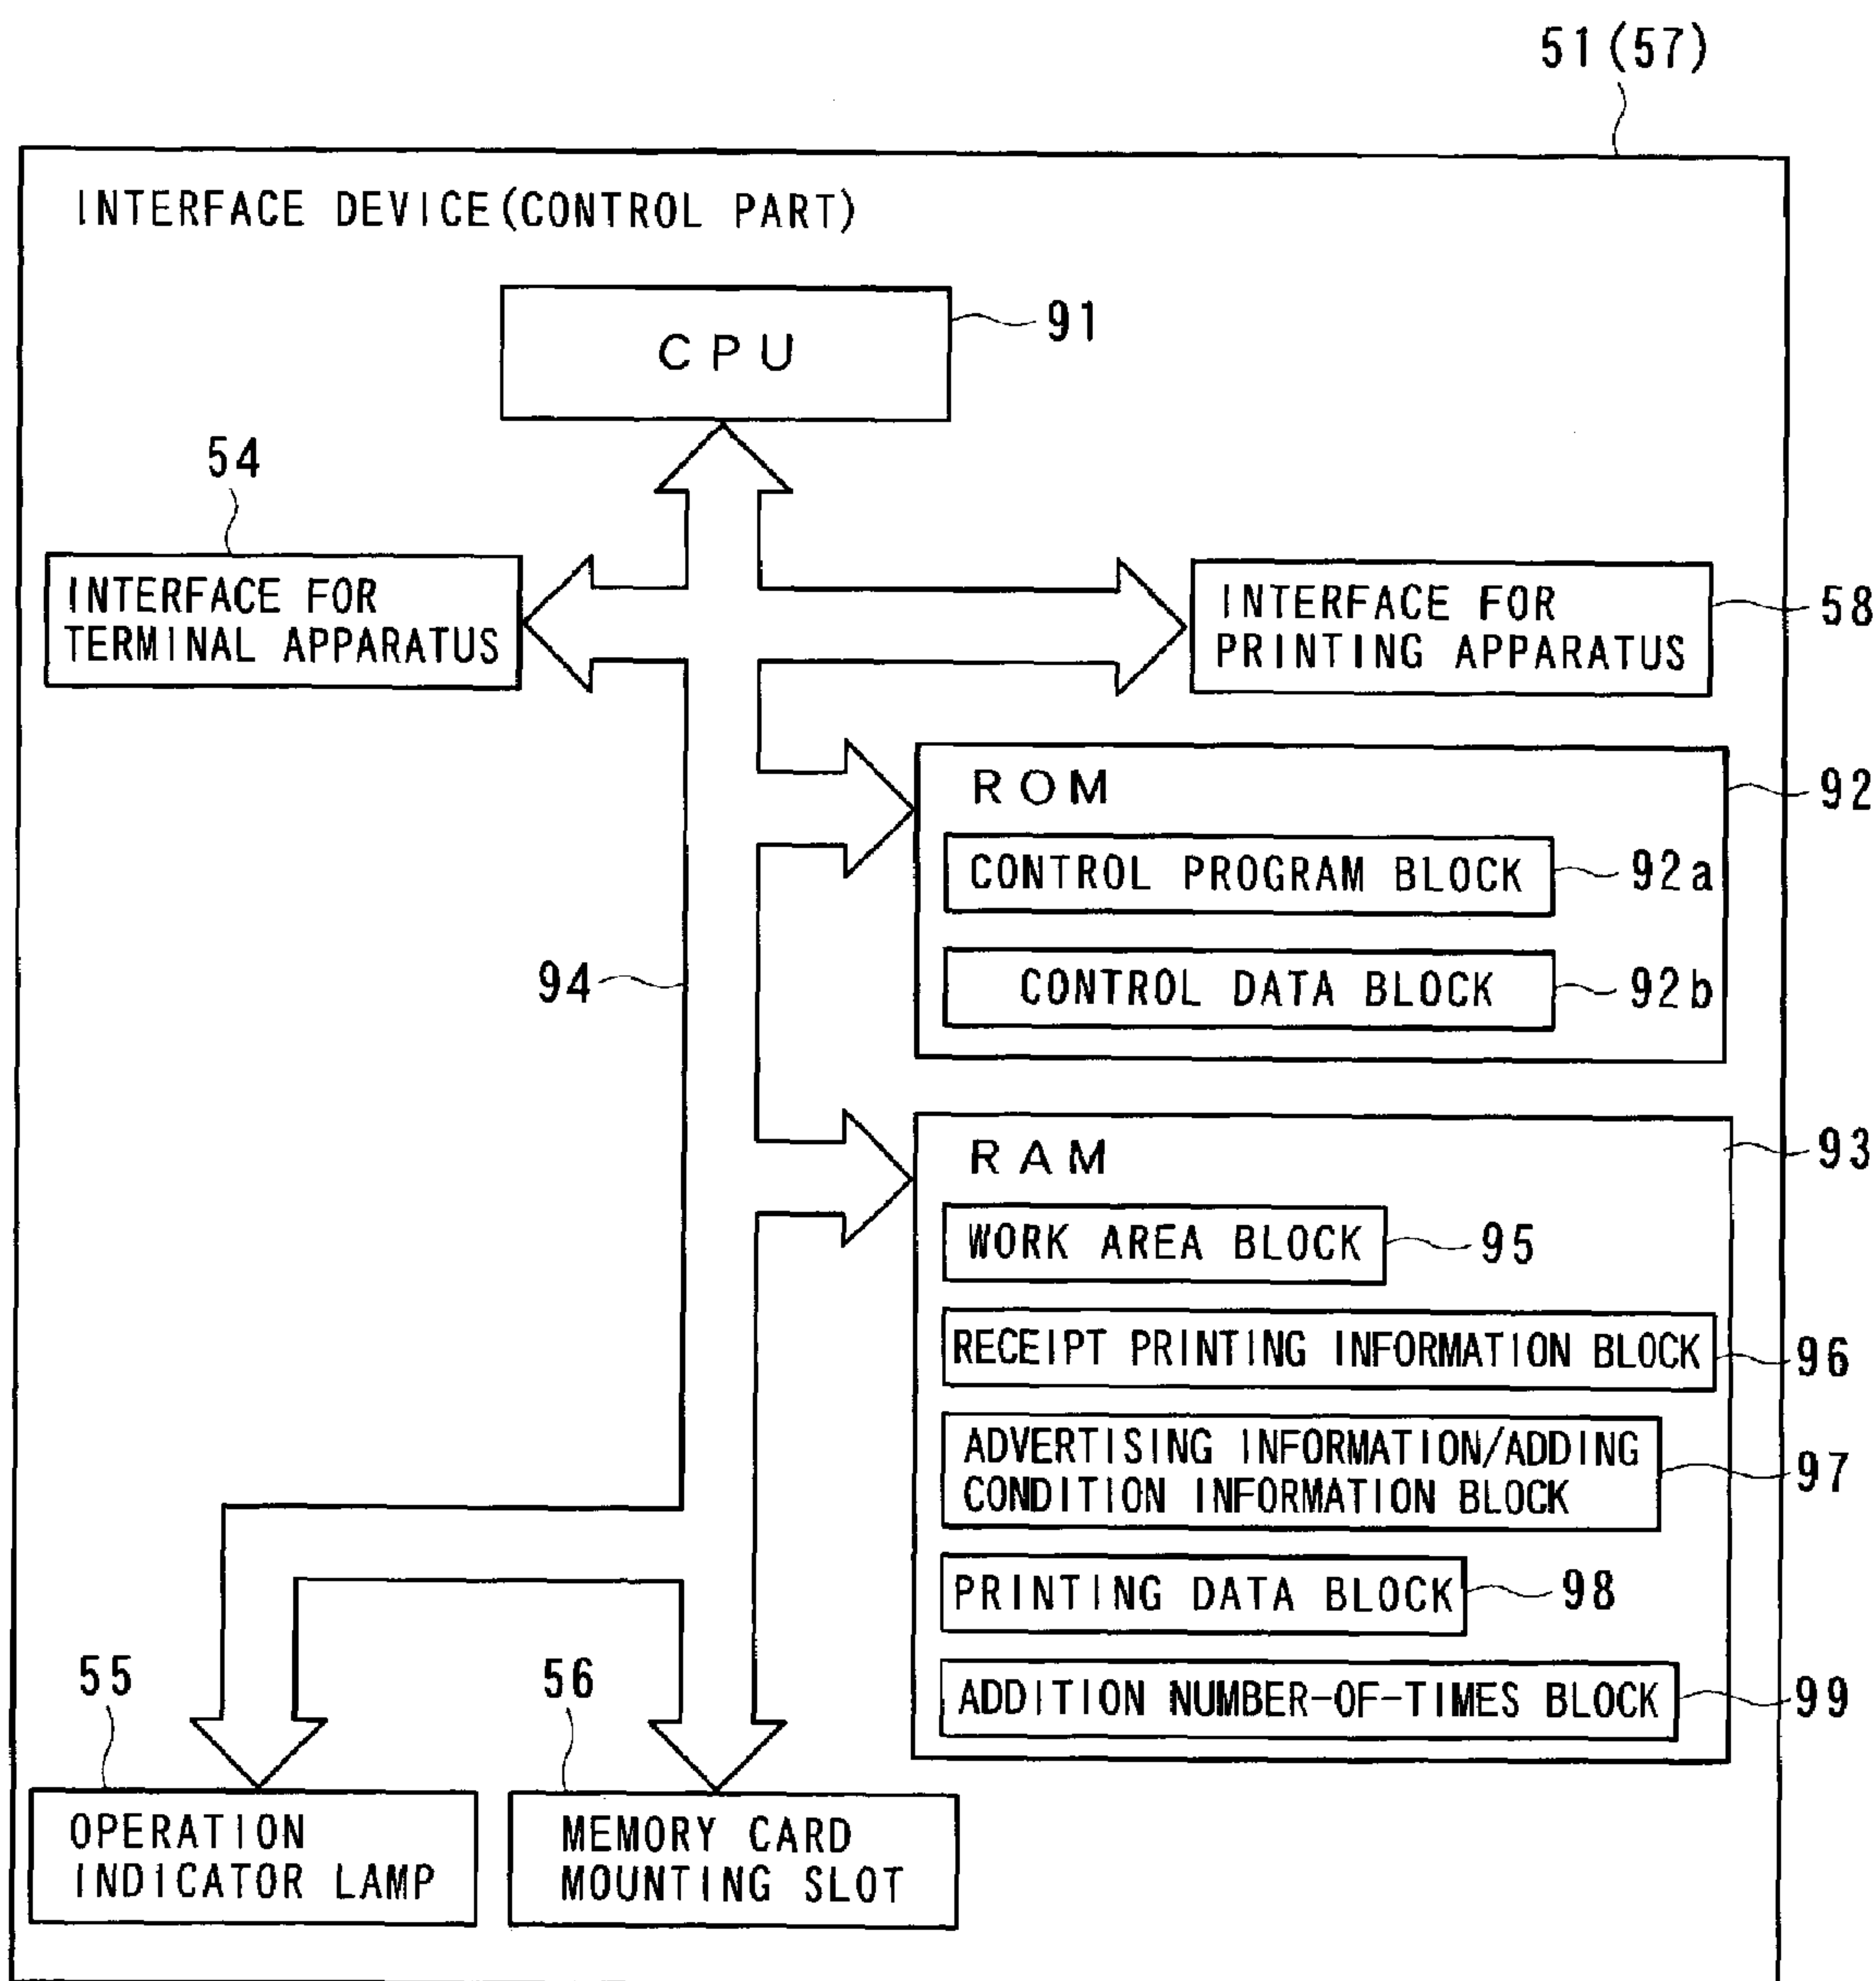 51(57)
INTERFACE DEVICE(CONTROL PART)
CPU
91
54
INTERFACE FOR
TERMINAL APPARATUS
INTERFACE FOR
PRINTING APPARATUS
58
ROM
92
CONTROL PROGRAM BLOCK
92a
CONTROL DATA BLOCK
92b
94
RAM
93
WORK AREA BLOCK
95
RECEIPT PRINTING INFORMATION BLOCK
96
ADVERTISING INFORMATION/ADDING
CONDITION INFORMATION BLOCK
97
PRINTING DATA BLOCK
98
ADDITION NUMBER-OF-TIMES BLOCK
99
55
OPERATION
INDICATOR LAMP
56
MEMORY CARD
MOUNTING SLOT